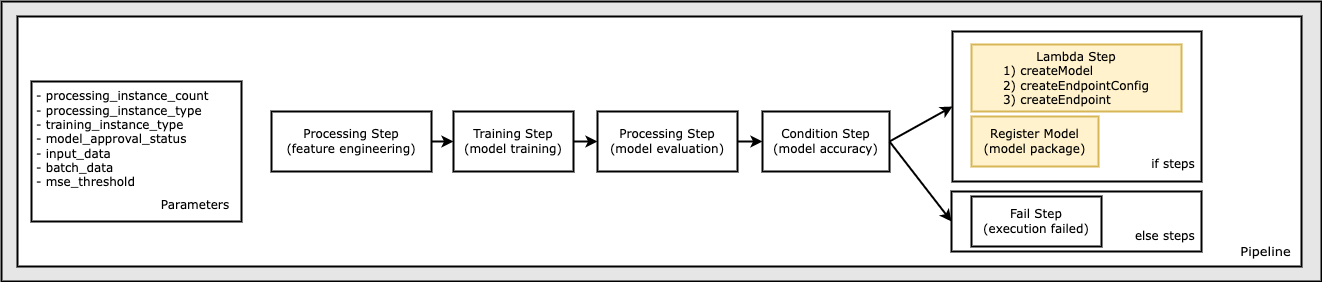 - processing_instance_count
- processing_instance_type
- training_instance_type
- model_approval_status
- input_data
- batch_data
- mse_threshold
Parameters
Processing Step
(feature engineering)
Training Step
(model training)
Processing Step
(model evaluation)
Condition Step
(model accuracy)
Lambda Step
1) createModel
2) createEndpointConfig
3) createEndpoint
Register Model
(model package)
if steps
Fail Step
(execution failed)
else steps
Pipeline